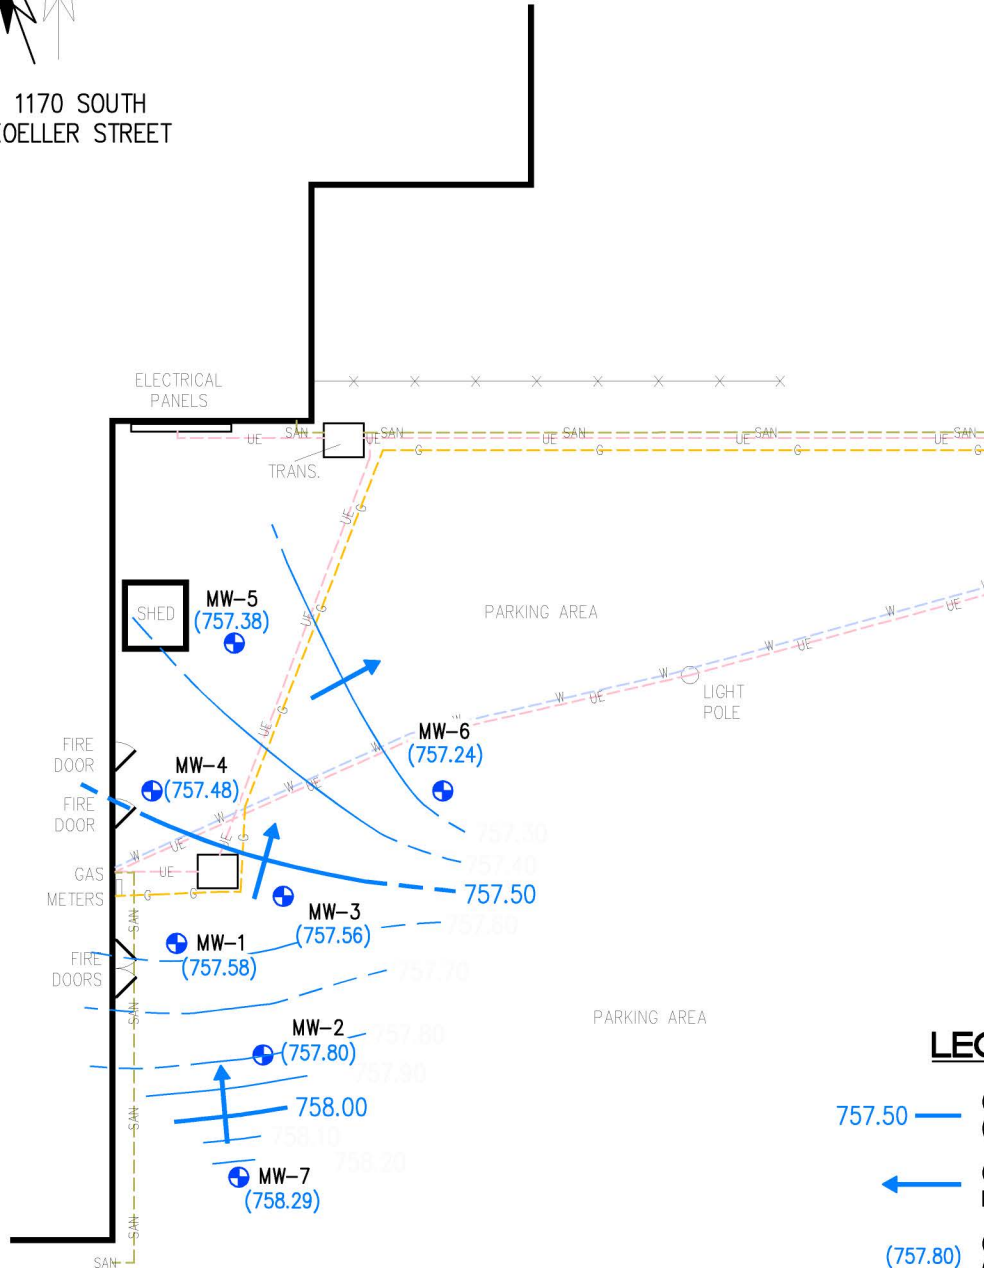 1170 SOUTH
OELLER STREET
ELECTRICAL
PANELS
UE
SAN
UE
SAN
UE
SAN
UE
SAN
UE
SAN
G
G
G
G
TRANS.
UE
G
SHED
MW-5
(757.38)
UE
G
PARKING AREA
W
UE
W
UE
W
UE
LIGHT
POLE
UE
G
W
W
MW-6
(757.24)
FIRE
DOOR
MW-4
(757.48)
W
UE
FIRE
DOOR
W
UE
UE
G
W
757.30
757.40
GAS
METERS
UE
G
G
757.50
SAN
MW-3
(757.56)
757.60
MW-1
(757.58)
FIRE
DOORS
757.70
SAN
PARKING AREA
MW-2
(757.80)
757.80
757.90
LEG
758.00
757.50
SAN
758.10
758.20
MW-7
(758.29)
SAN
(757.80)
SAN